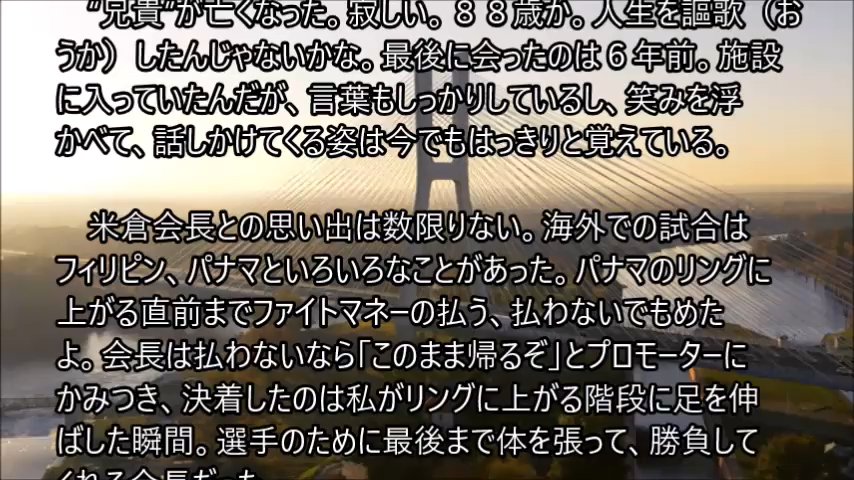 “兄貴”が亡くなった。寂しい。８８歳か。人生を謳歌（お
うか）したんじゃないかな。最後に会ったのは６年前。施設
に入っていたんだが、言葉もしっかりしているし、笑みを浮
かべて、話しかけてくる姿は今でもはっきりと覚えている。
米倉会長との思い出は数限りない。海外での試合は
フィリピン、パナマといろいろなことがあった。パナマのリングに
上がる直前までファイトマネーの払う、払わないでもめた
よ。会長は払わないなら「このまま帰るぞ」とプロモーターに
かみつき、決着したのは私がリングに上がる階段に足を伸
ばした瞬間。選手のために最後まで体を張って、勝負して
くれる会長だった